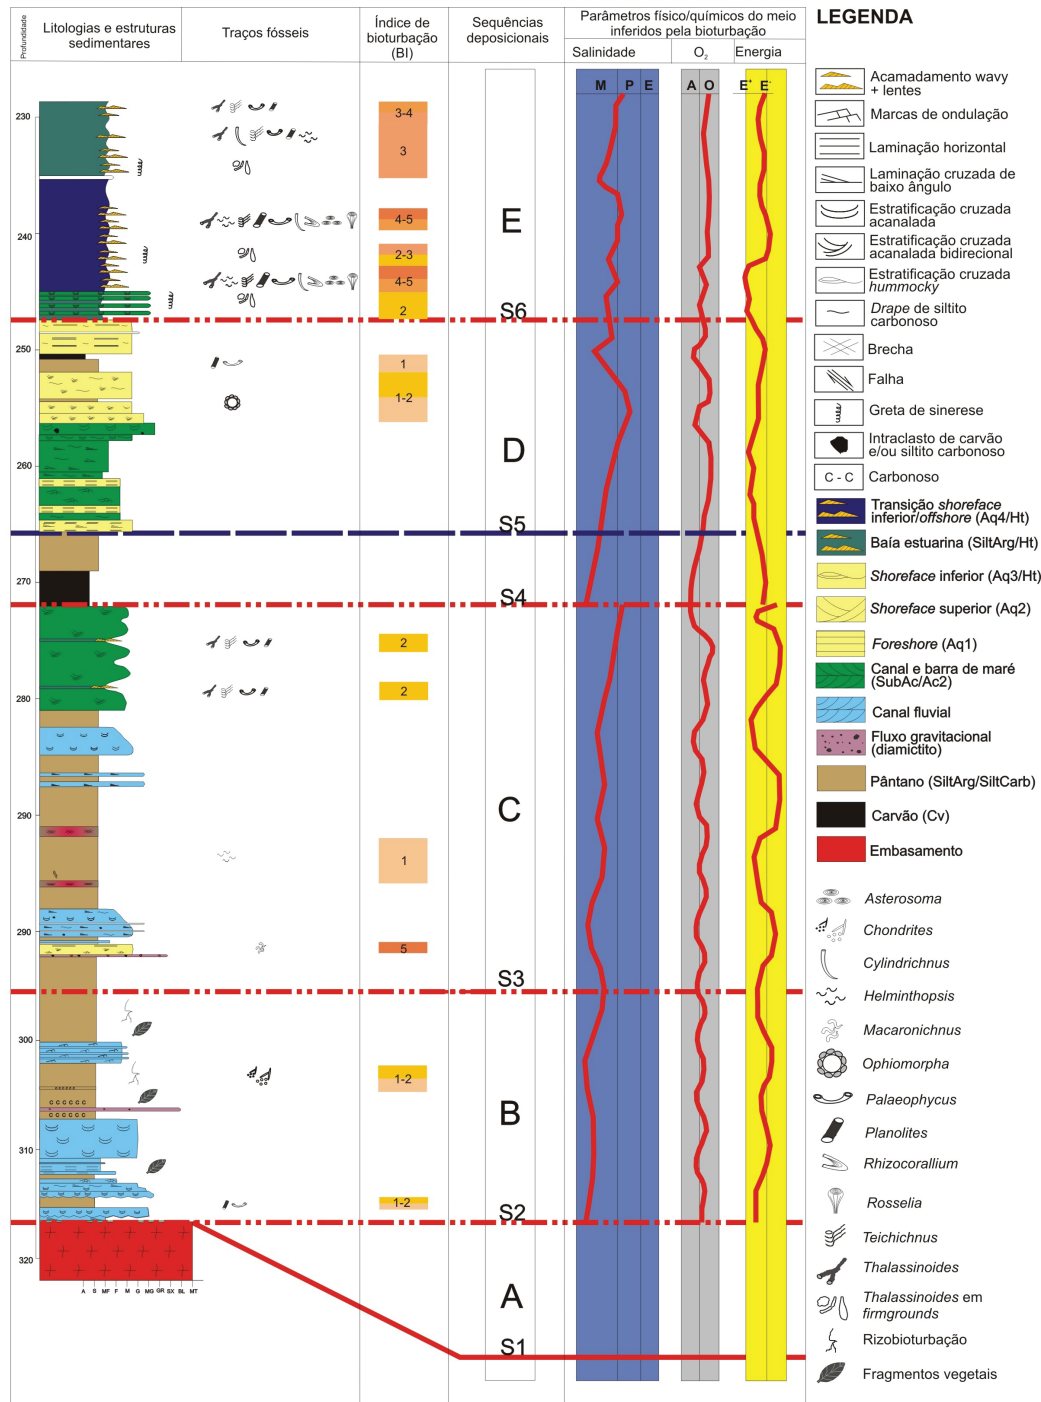 Profundidade
Litologias e estruturas
sedimentares
Traços fósseis
Índice de
bioturbação
(BI)
Sequências
deposicionais
Parâmetros físico/químicos do meio
inferidos pela bioturbação
Salinidade
O2
Energia
M P E
A O
E+ E-
230
240
250
260
270
280
290
290
300
310
320
3-4
3
4-5
2-3
4-5
2
1
1-2
2
2
1
5
1-2
1-2
E
S6
D
S5
S4
C
S3
B
S2
A
S1
C C C C C
A S MF F M G MG GR SX BL MT
LEGENDA
Acamadamento wavy
+ lentes
Marcas de ondulação
Laminação horizontal
Laminação cruzada de
baixo ângulo
Estratificação cruzada
acanalada
Estratificação cruzada
acanalada bidirecional
Estratificação cruzada
hummocky
Drape de siltito
carbonoso
Brecha
Falha
Greta de sinerese
Intraclasto de carvão
e/ou siltito carbonoso
C - C Carbonoso
Transição shoreface
inferior/offshore (Aq4/Ht)
Baía estuarina (SiltArg/Ht)
Shoreface inferior (Aq3/Ht)
Shoreface superior (Aq2)
Foreshore (Aq1)
Canal e barra de maré
(SubAc/Ac2)
Canal fluvial
Fluxo gravitacional
(diamictito)
Pântano (SiltArg/SiltCarb)
Carvão (Cv)
Embasamento
Asterosoma
Chondrites
Cylindrichnus
Helminthopsis
Macaronichnus
Ophiomorpha
Palaeophycus
Planolites
Rhizocorallium
Rosselia
Teichichnus
Thalassinoides
Thalassinoides em
firmgrounds
Rizobioturbação
Fragmentos vegetais